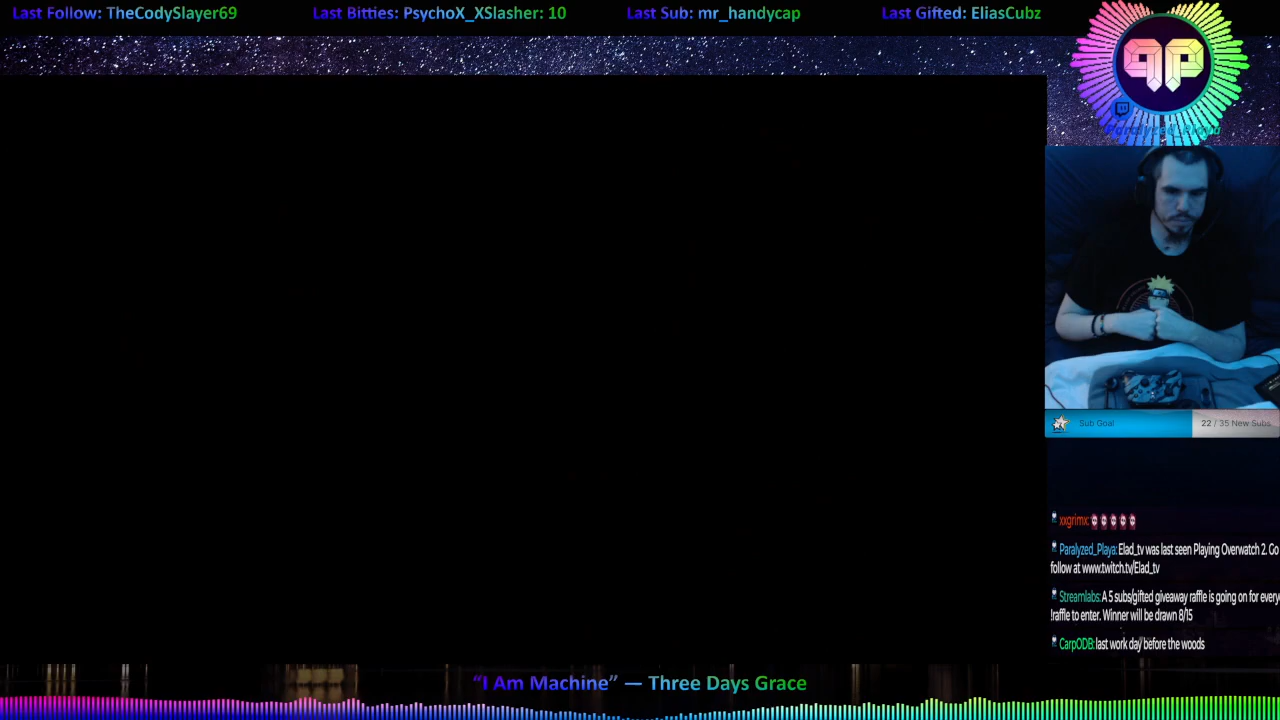 Last Follow: TheCodySlayer69
Last Bitties: PsychoX_XSlasher: 10
Last Sub: mr_handycap
Last Gifted: EliasCubz
Paralyzed_Playa
Sub Goal
22 / 35 New Subs
xxgrimx:
Paralyzed_Playa: Elad_tv was last seen Playing Overwatch 2. Go
follow at www.twitch.tv/Elad_tv
Streamlabs: A 5 subs/gifted giveaway raffle is going on for every
!raffle to enter. Winner will be drawn 8/15
CarpODB: last work day before the woods
“I Am Machine” — Three Days Grace